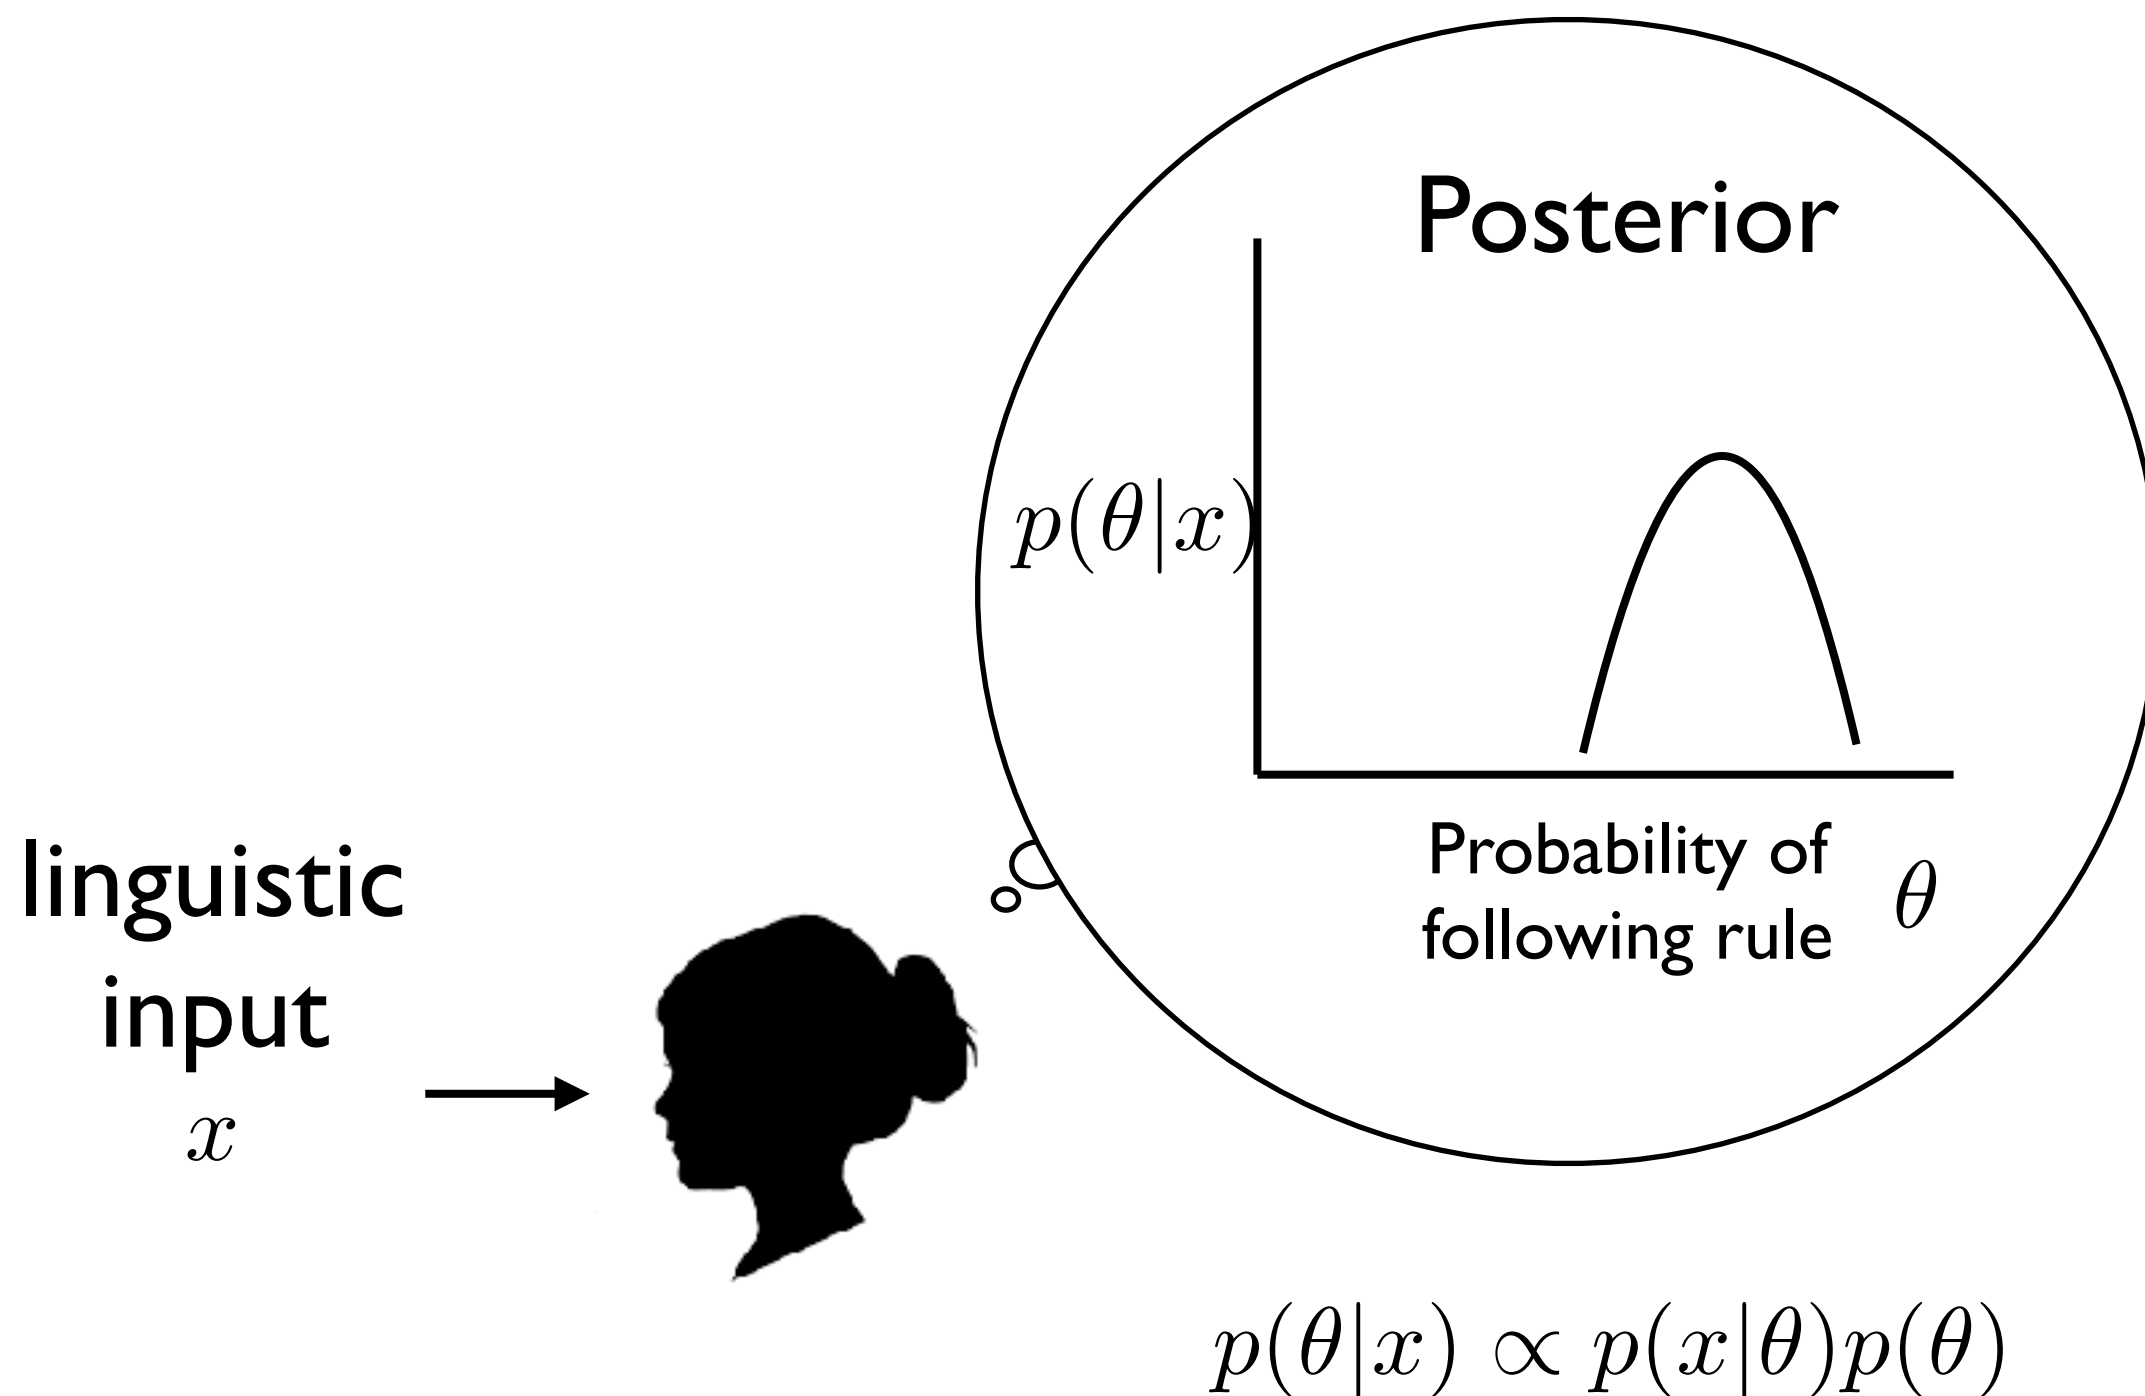 Posterior
p(θ|x)
Probability of
following rule θ
linguistic
input
x
p(θ|x) ∝ p(x|θ)p(θ)